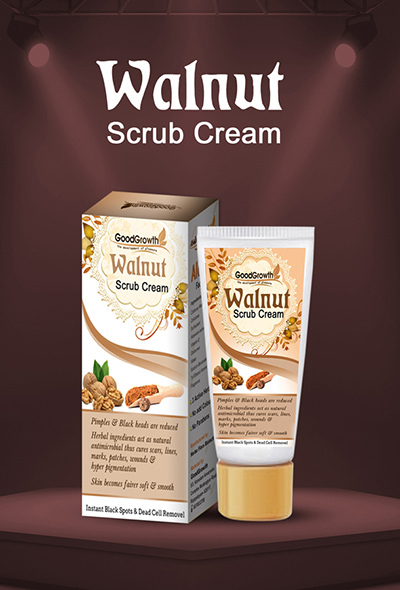 Walnut
Scrub Cream
GoodGrowth
Walnut
Scrub Cream
Pimples & Black heads are reduced
Herbal ingredients act as natural
antimicrobial thus cures scars, lines,
marks, patches, wounds &
hyper pigmentation
Skin becomes fairer soft & smooth
Instant Black Spots & Dead Cell Removel
GoodGrowth
GoodGrowth
Walnut
Scrub Cream
Pimples & Black heads are reduced
Herbal ingredients act as natural
antimicrobial thus cures scars, lines,
marks, patches, wounds &
hyper pigmentation
Skin becomes fairer soft & smooth
Instant Black Spots & Dead Cell Removel